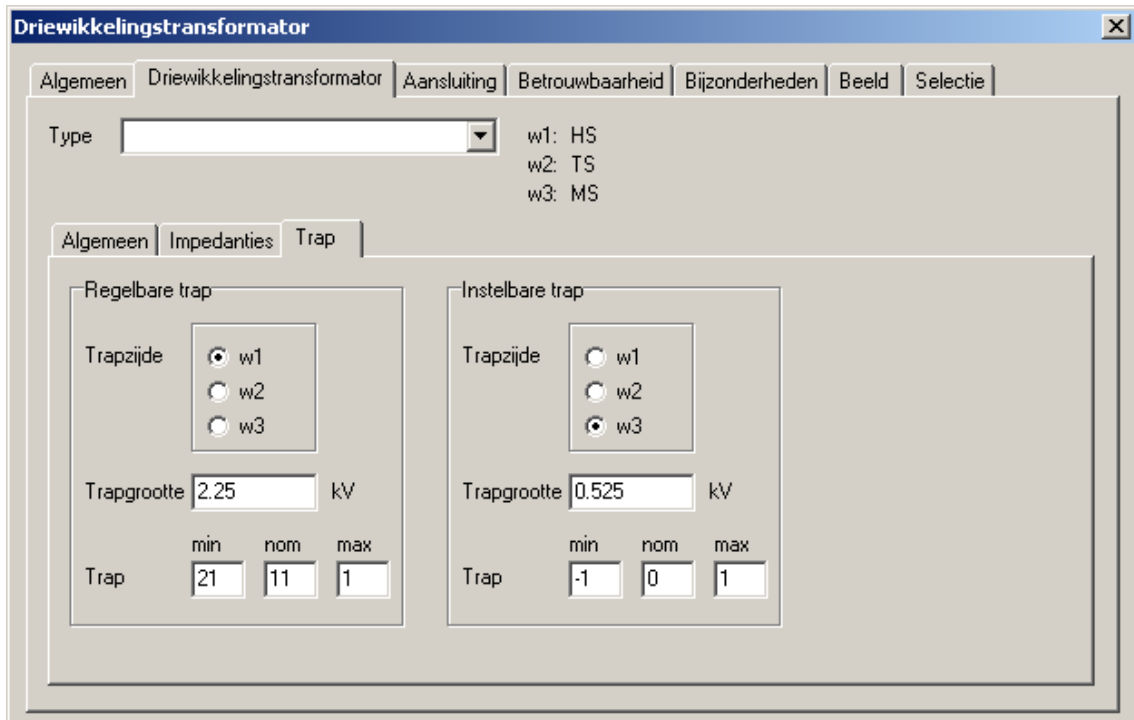 Driewikkelingstransformator
Algemeen Driewikkelingstransformator Aansluiting Betrouwbaarheid Bijzonderheden Beeld Selectie
Type w1: HS
w2: TS
w3: MS
Algemeen Impedanties Trap
Regelbare trap
Trapzijde w1
w2
w3
Trapgrootte 2.25 kV
min nom max
Trap 21 11 1
Instelbare trap
Trapzijde w1
w2
w3
Trapgrootte 0.525 kV
min nom max
Trap -1 0 1